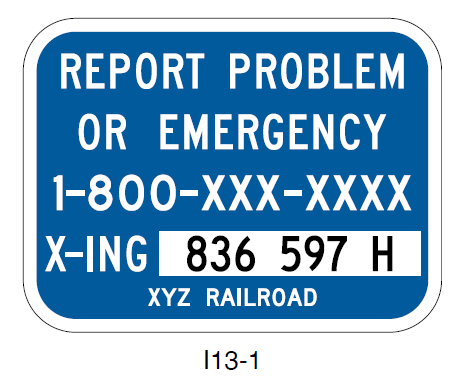 REPORT PROBLEM
OR EMERGENCY
1-800-XXX-XXXX
X-ING 836 597 H
XYZ RAILROAD
I13-1